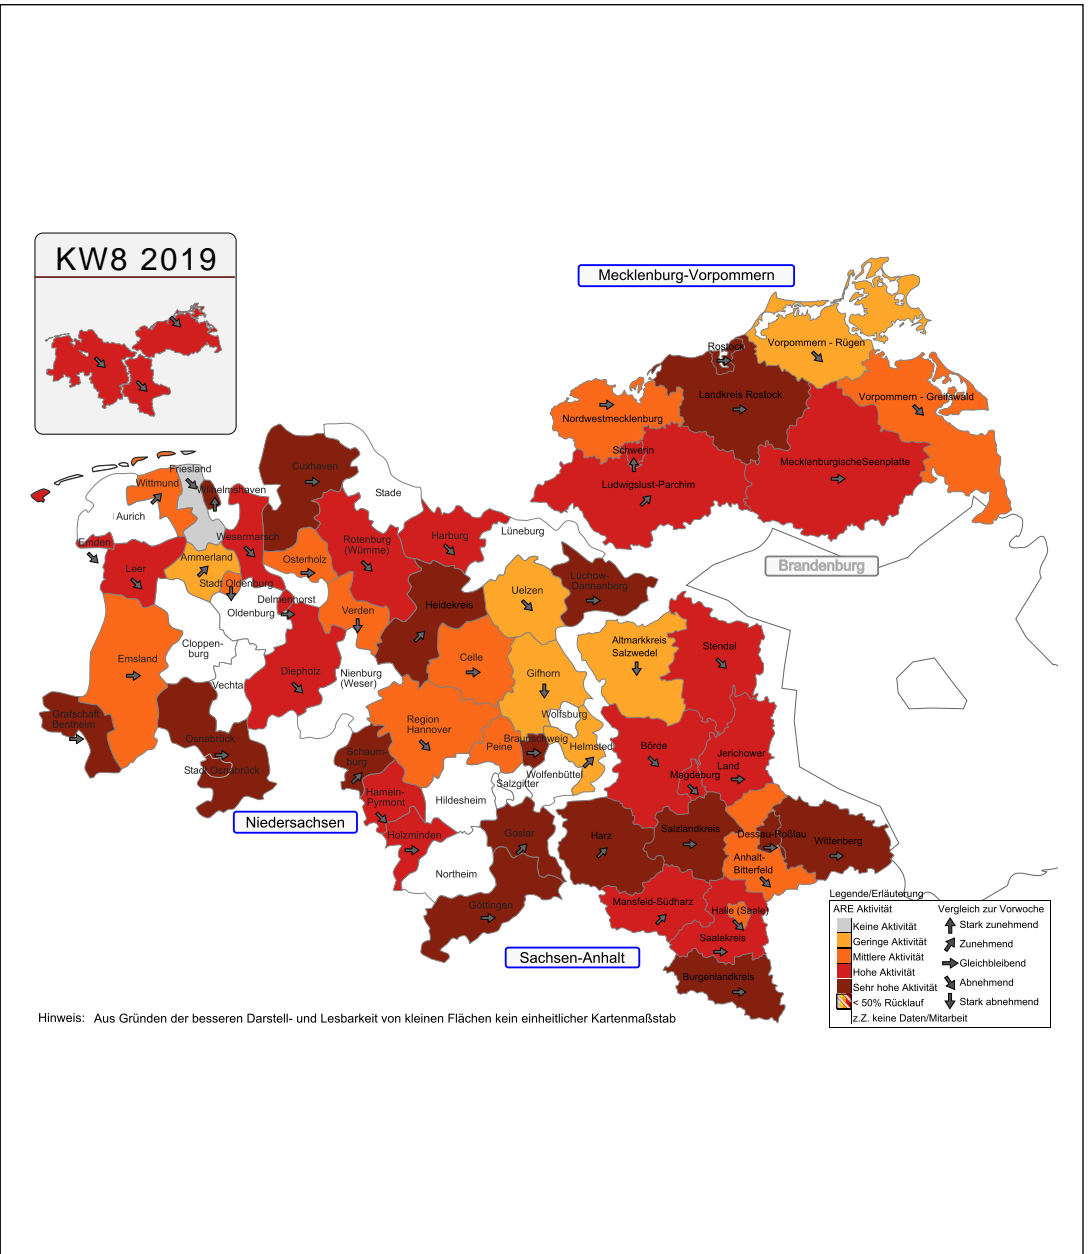 KW8 2019
Mecklenburg-Vorpommern
Rostock
Vorpommern - Rügen
Landkreis Rostock
Vorpommern - Greifswald
Nordwestmecklenburg
Schwerin
MecklenburgischeSeenplatte
Ludwigslust-Parchim
Brandenburg
Friesland
Wittmund
Wilhelmshaven
Cuxhaven
Stade
Aurich
Emden
Wesermarsch
Rotenburg
(Wümme)
Harburg
Lüneburg
Leer
Ammerland
Osterholz
Stadt Oldenburg
Delmenhorst
Oldenburg
Verden
Heidekreis
Uelzen
Lüchow-
Dannenberg
Cloppen-
burg
Emsland
Vechta
Diepholz
Nienburg
(Weser)
Celle
Gifhorn
Altmarkkreis
Salzwedel
Stendal
Grafschaft
Bentheim
Osnabrück
Stadt Osnabrück
Region
Hannover
Wolfsburg
Peine
Braunschweig
Helmstedt
Schaum-
burg
Wolfenbüttel
Salzgitter
Börde
Jerichower
Land
Magdeburg
Hameln-
Pyrmont
Hildesheim
Niedersachsen
Holzminden
Goslar
Harz
Salzlandkreis
Dessau-Roßlau
Wittenberg
Anhalt-
Bitterfeld
Northeim
Göttingen
Mansfeld-Südharz
Halle (Saale)
Saalekreis
Burgenlandkreis
Sachsen-Anhalt
Legende/Erläuterung
ARE Aktivität
Keine Aktivität
Geringe Aktivität
Mittlere Aktivität
Hohe Aktivität
Sehr hohe Aktivität
< 50% Rücklauf
z.Z. keine Daten/Mitarbeit
Vergleich zur Vorwoche
Stark zunehmend
Zunehmend
Gleichbleibend
Abnehmend
Stark abnehmend
Hinweis: Aus Gründen der besseren Darstell- und Lesbarkeit von kleinen Flächen kein einheitlicher Kartenmaßstab